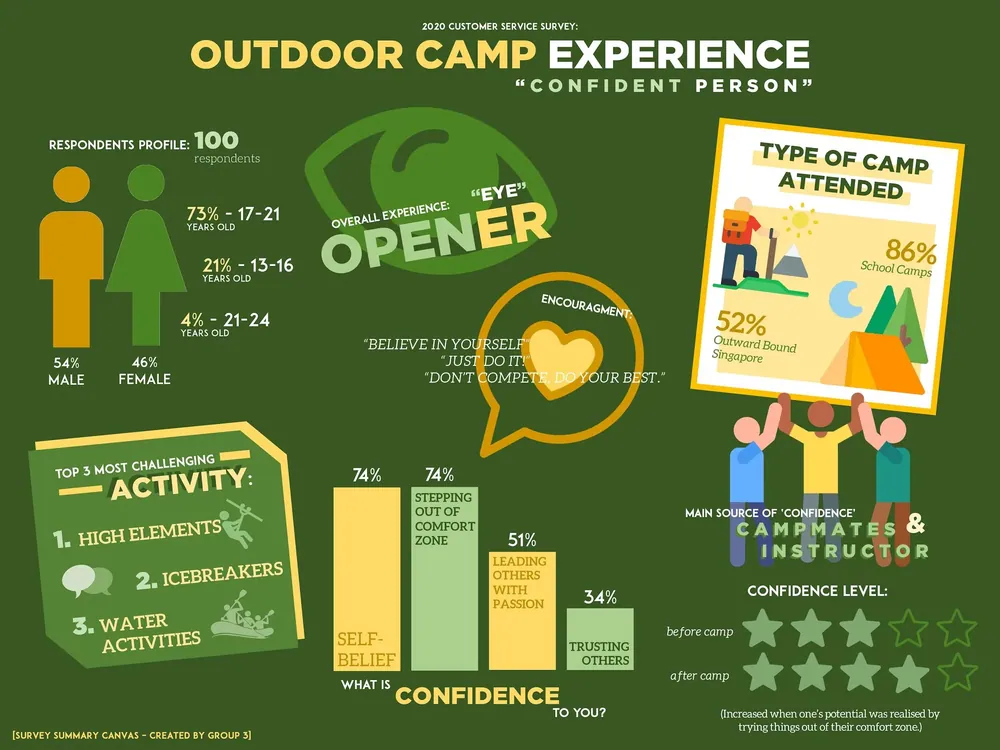 2020 CUSTOMER SERVICE SURVEY:
OUTDOOR CAMP EXPERIENCE
“CONFIDENT PERSON”
RESPONDENTS PROFILE: 100
respondents
73% - 17-21
YEARS OLD
21% - 13-16
YEARS OLD
4% - 21-24
YEARS OLD
54%
MALE
46%
FEMALE
OVERALL EXPERIENCE:
“EYE”
OPENER
ENCOURAGMENT:
“BELIEVE IN YOURSELF”
“JUST DO IT!”
“DON’T COMPETE, DO YOUR BEST.”
TYPE OF CAMP
ATTENDED
86%
School Camps
52%
Outward Bound
Singapore
TOP 3 MOST CHALLENGING
ACTIVITY:
1. HIGH ELEMENTS
2. ICEBREAKERS
3. WATER
ACTIVITIES
74%
SELF-
BELIEF
74%
STEPPING
OUT OF
COMFORT
ZONE
51%
LEADING
OTHERS
WITH
PASSION
34%
TRUSTING
OTHERS
WHAT IS
CONFIDENCE
TO YOU?
MAIN SOURCE OF ‘CONFIDENCE’
CAMPMATES &
INSTRUCTOR
CONFIDENCE LEVEL:
before camp
after camp
(Increased when one’s potential was realised by
trying things out of their comfort zone.)
[SURVEY SUMMARY CANVAS – CREATED BY GROUP 3]